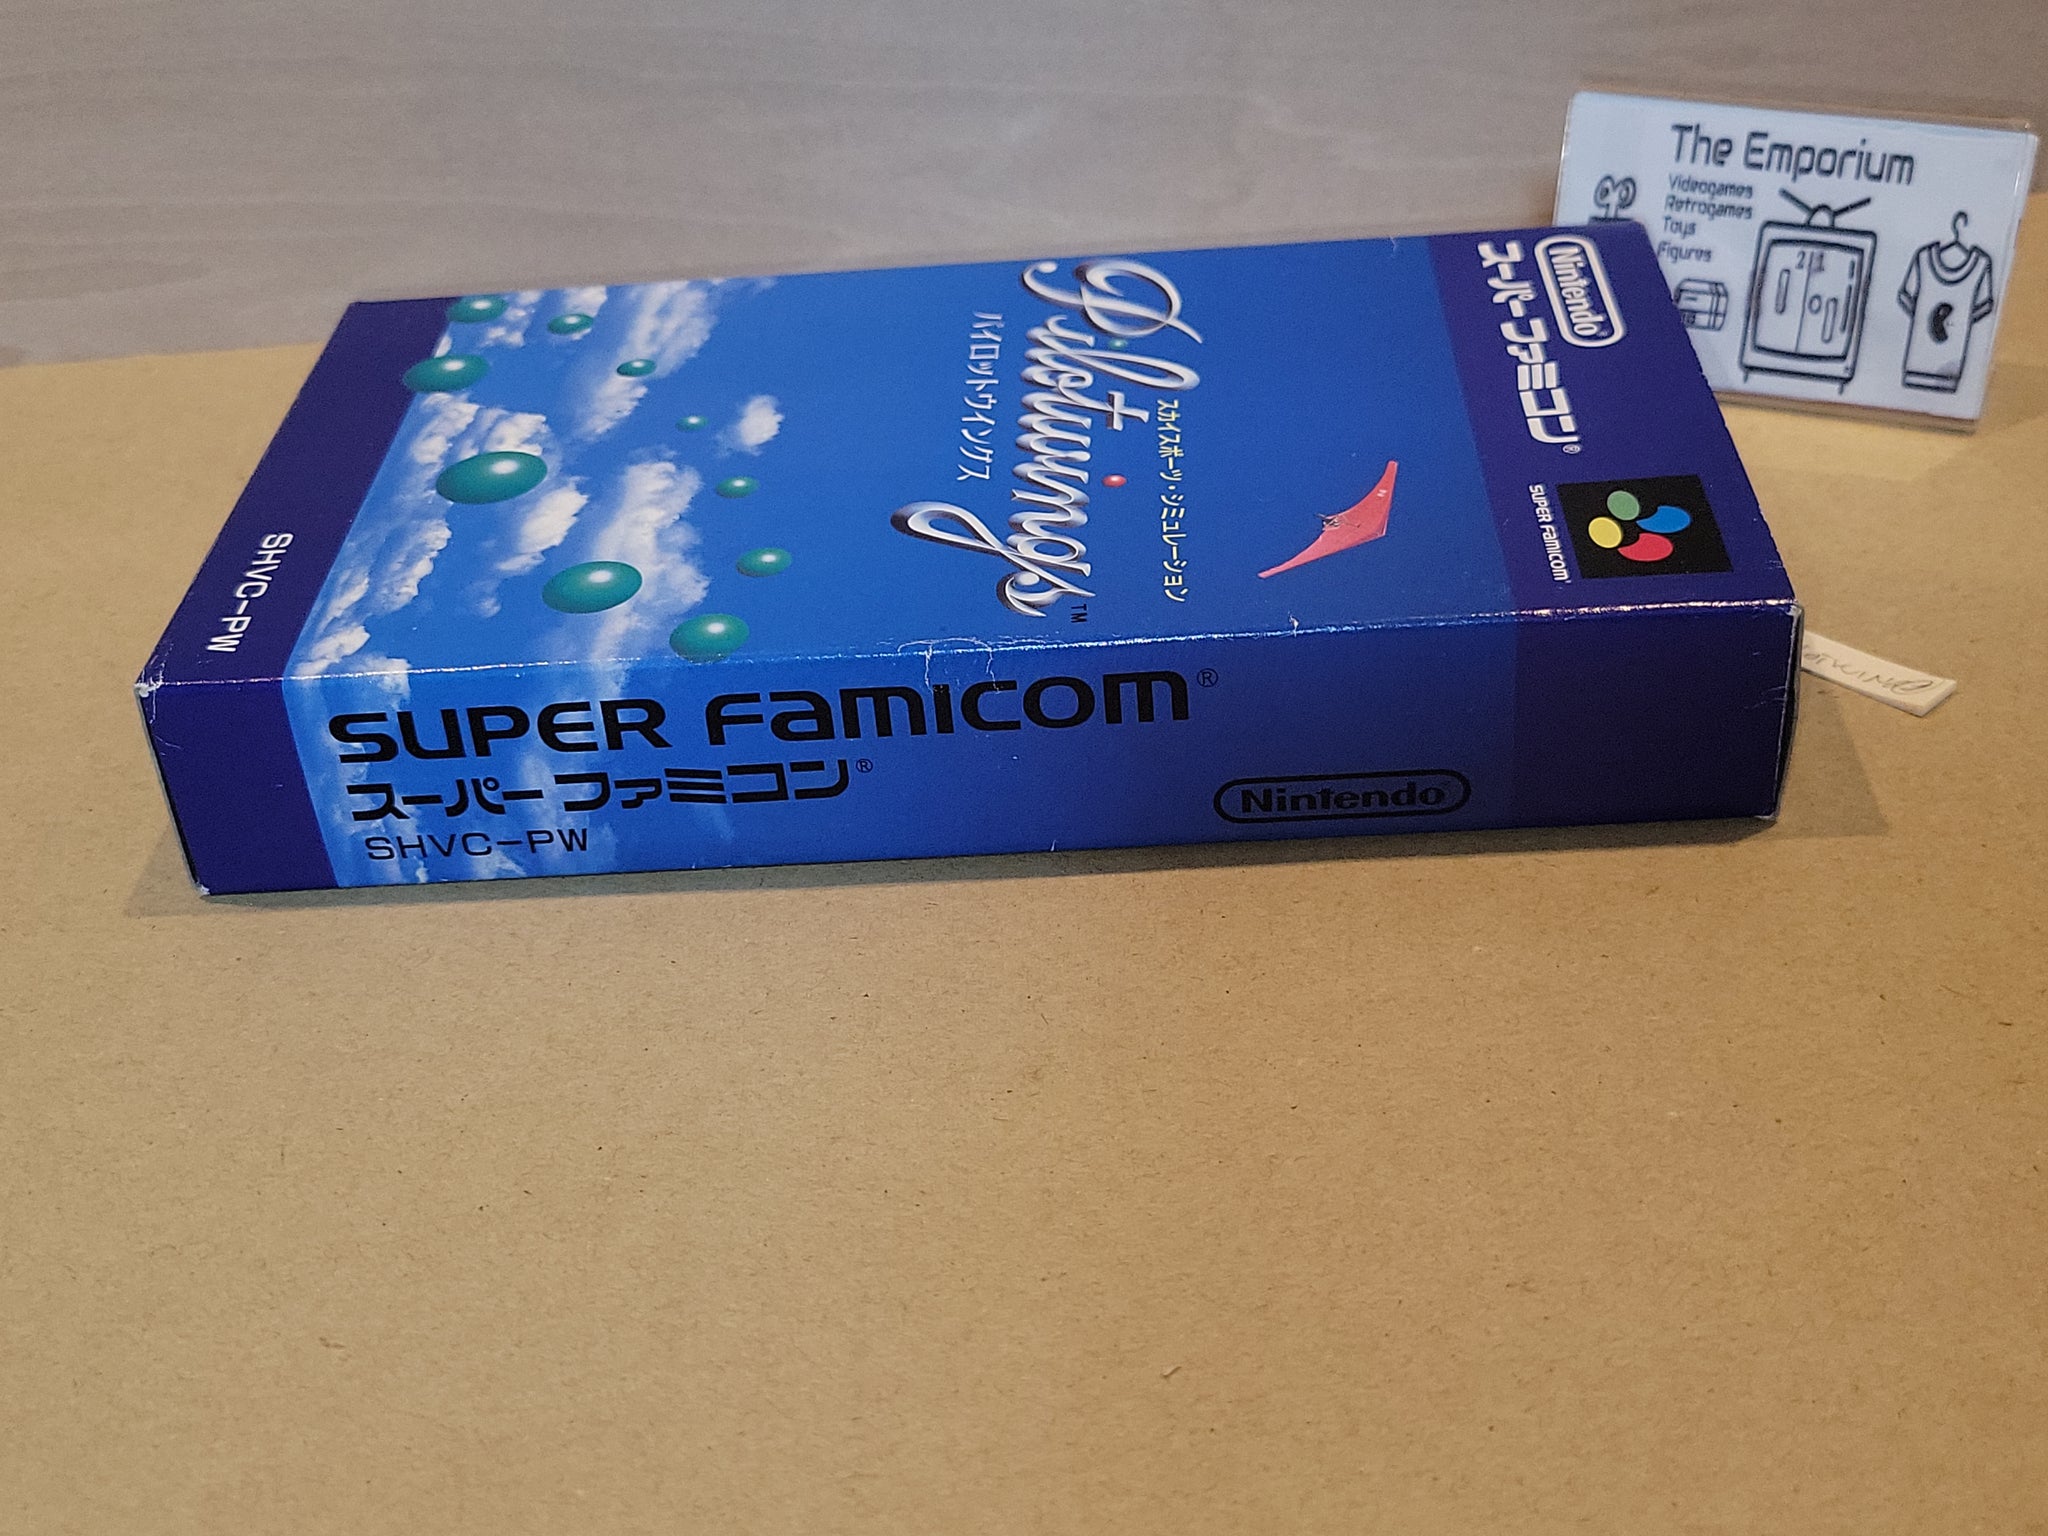 The Emporium
Videogames
Retrogames
Toys
Figures
Nintendo
スーパーファミコン®
SUPER FAMICOM
スカイスポーツ・シミュレーション
Pilotwings™
パイロットウイングス
SHVC-PW
SUPER FAMICOM®
スーパーファミコン®
SHVC-PW
Nintendo®